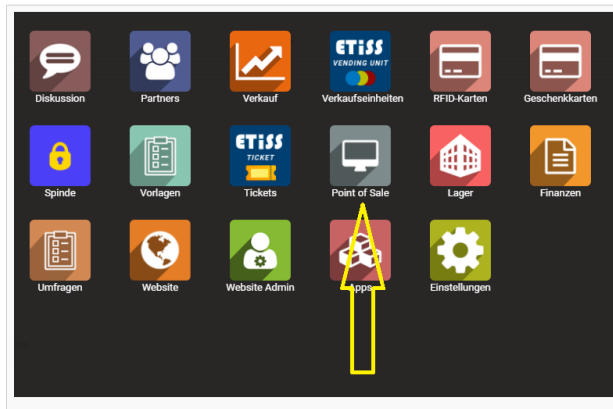 ETiSS
VENDING UNIT
Diskussion
Partners
Verkauf
Verkaufseinheiten
RFID-Karten
Geschenkkarten
ETiSS
TICKET
Spinde
Vorlagen
Tickets
Point of Sale
Lager
Finanzen
Umfragen
Website
Website Admin
Apps
Einstellungen